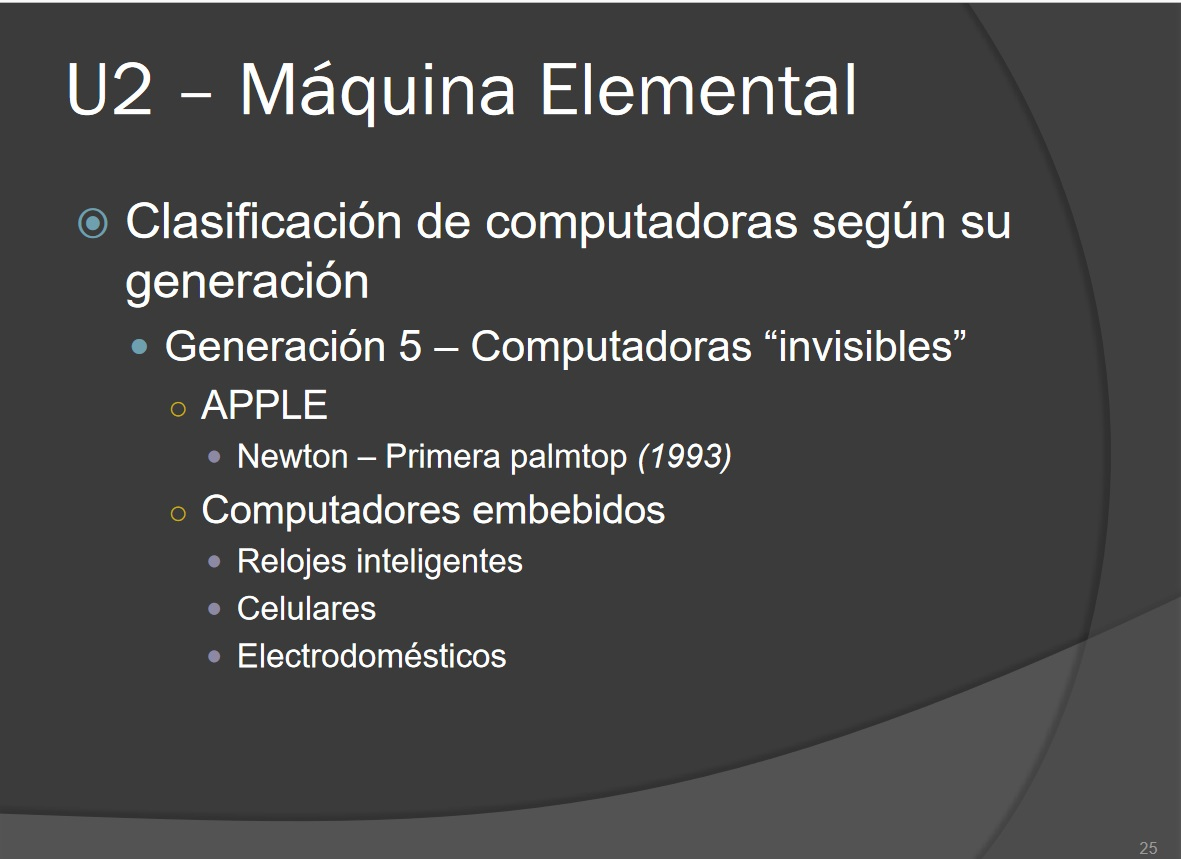 U2 – Máquina Elemental
Clasificación de computadoras según su
generación
Generación 5 – Computadoras “invisibles”
APPLE
Newton – Primera palmtop (1993)
Computadores embebidos
Relojes inteligentes
Celulares
Electrodomésticos
25